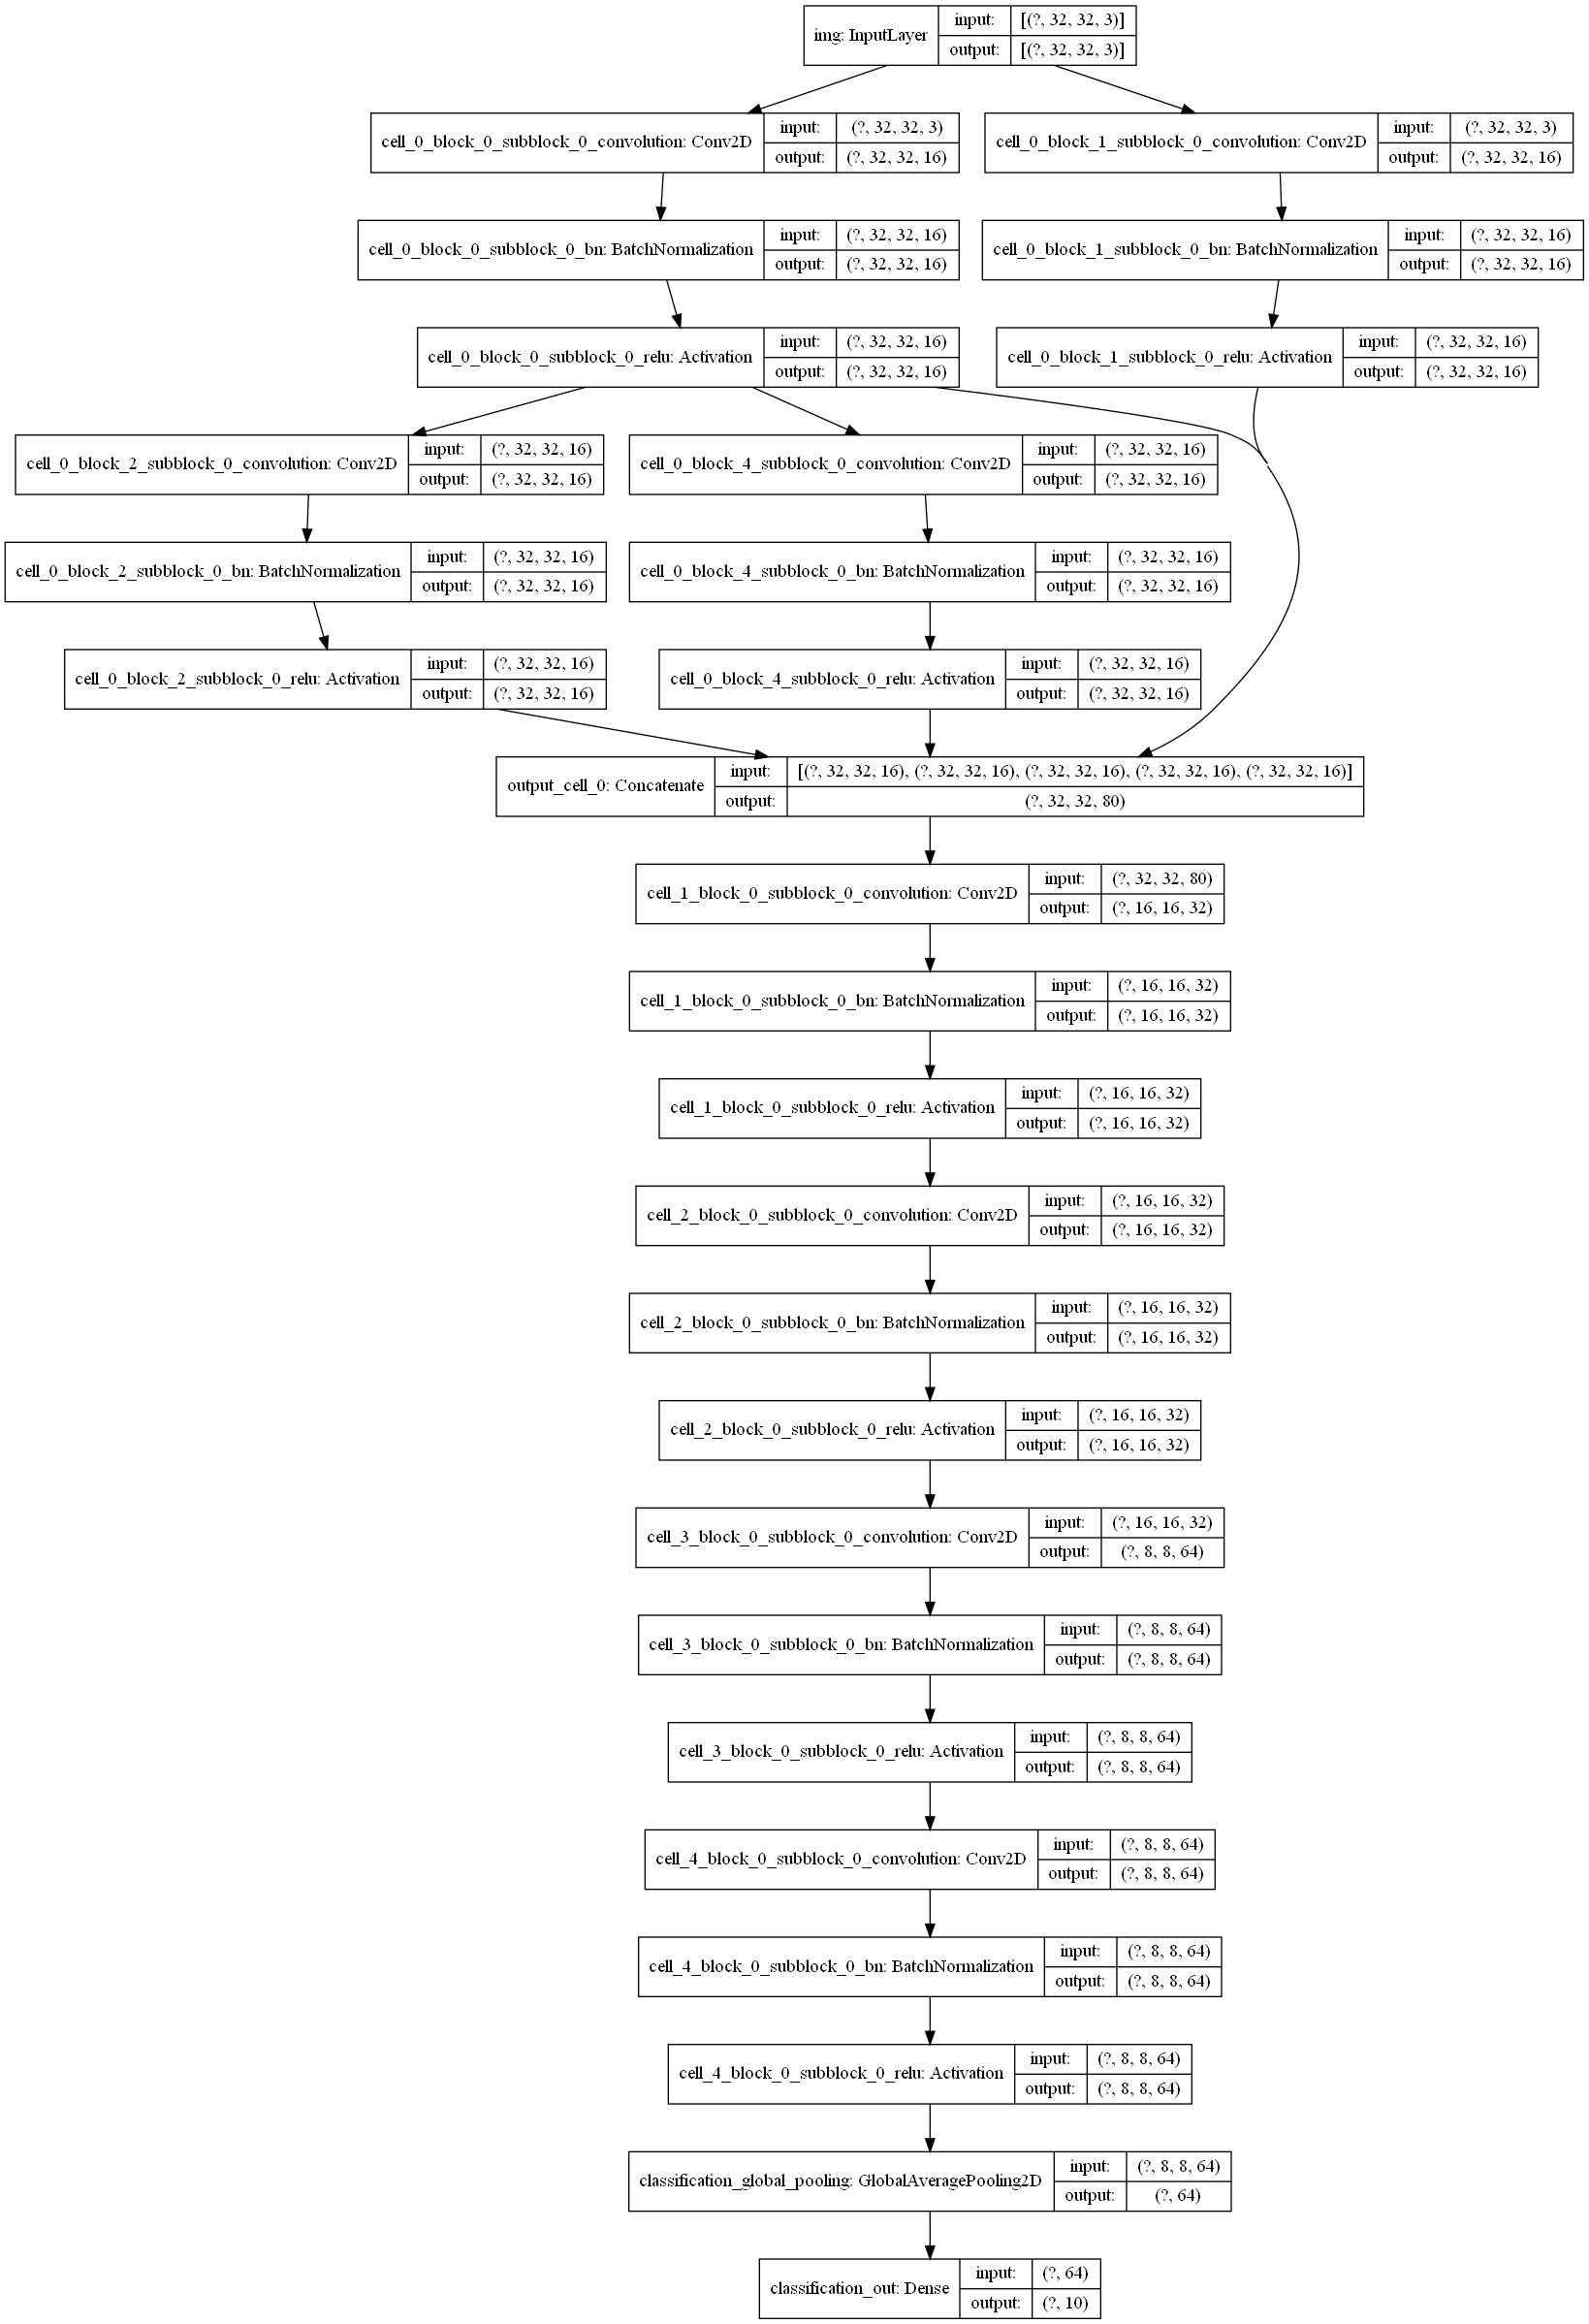 img: InputLayer input: [(?, 32, 32, 3)]
output: [(?, 32, 32, 3)]
cell_0_block_0_subblock_0_convolution: Conv2D input: (?, 32, 32, 3)
output: (?, 32, 32, 16)
cell_0_block_1_subblock_0_convolution: Conv2D input: (?, 32, 32, 3)
output: (?, 32, 32, 16)
cell_0_block_0_subblock_0_bn: BatchNormalization input: (?, 32, 32, 16)
output: (?, 32, 32, 16)
cell_0_block_1_subblock_0_bn: BatchNormalization input: (?, 32, 32, 16)
output: (?, 32, 32, 16)
cell_0_block_0_subblock_0_relu: Activation input: (?, 32, 32, 16)
output: (?, 32, 32, 16)
cell_0_block_1_subblock_0_relu: Activation input: (?, 32, 32, 16)
output: (?, 32, 32, 16)
cell_0_block_2_subblock_0_convolution: Conv2D input: (?, 32, 32, 16)
output: (?, 32, 32, 16)
cell_0_block_4_subblock_0_convolution: Conv2D input: (?, 32, 32, 16)
output: (?, 32, 32, 16)
cell_0_block_2_subblock_0_bn: BatchNormalization input: (?, 32, 32, 16)
output: (?, 32, 32, 16)
cell_0_block_4_subblock_0_bn: BatchNormalization input: (?, 32, 32, 16)
output: (?, 32, 32, 16)
cell_0_block_2_subblock_0_relu: Activation input: (?, 32, 32, 16)
output: (?, 32, 32, 16)
cell_0_block_4_subblock_0_relu: Activation input: (?, 32, 32, 16)
output: (?, 32, 32, 16)
output_cell_0: Concatenate input: [(?, 32, 32, 16), (?, 32, 32, 16), (?, 32, 32, 16), (?, 32, 32, 16), (?, 32, 32, 16)]
output: (?, 32, 32, 80)
cell_1_block_0_subblock_0_convolution: Conv2D input: (?, 32, 32, 80)
output: (?, 16, 16, 32)
cell_1_block_0_subblock_0_bn: BatchNormalization input: (?, 16, 16, 32)
output: (?, 16, 16, 32)
cell_1_block_0_subblock_0_relu: Activation input: (?, 16, 16, 32)
output: (?, 16, 16, 32)
cell_2_block_0_subblock_0_convolution: Conv2D input: (?, 16, 16, 32)
output: (?, 16, 16, 32)
cell_2_block_0_subblock_0_bn: BatchNormalization input: (?, 16, 16, 32)
output: (?, 16, 16, 32)
cell_2_block_0_subblock_0_relu: Activation input: (?, 16, 16, 32)
output: (?, 16, 16, 32)
cell_3_block_0_subblock_0_convolution: Conv2D input: (?, 16, 16, 32)
output: (?, 8, 8, 64)
cell_3_block_0_subblock_0_bn: BatchNormalization input: (?, 8, 8, 64)
output: (?, 8, 8, 64)
cell_3_block_0_subblock_0_relu: Activation input: (?, 8, 8, 64)
output: (?, 8, 8, 64)
cell_4_block_0_subblock_0_convolution: Conv2D input: (?, 8, 8, 64)
output: (?, 8, 8, 64)
cell_4_block_0_subblock_0_bn: BatchNormalization input: (?, 8, 8, 64)
output: (?, 8, 8, 64)
cell_4_block_0_subblock_0_relu: Activation input: (?, 8, 8, 64)
output: (?, 8, 8, 64)
classification_global_pooling: GlobalAveragePooling2D input: (?, 8, 8, 64)
output: (?, 64)
classification_out: Dense input: (?, 64)
output: (?, 10)